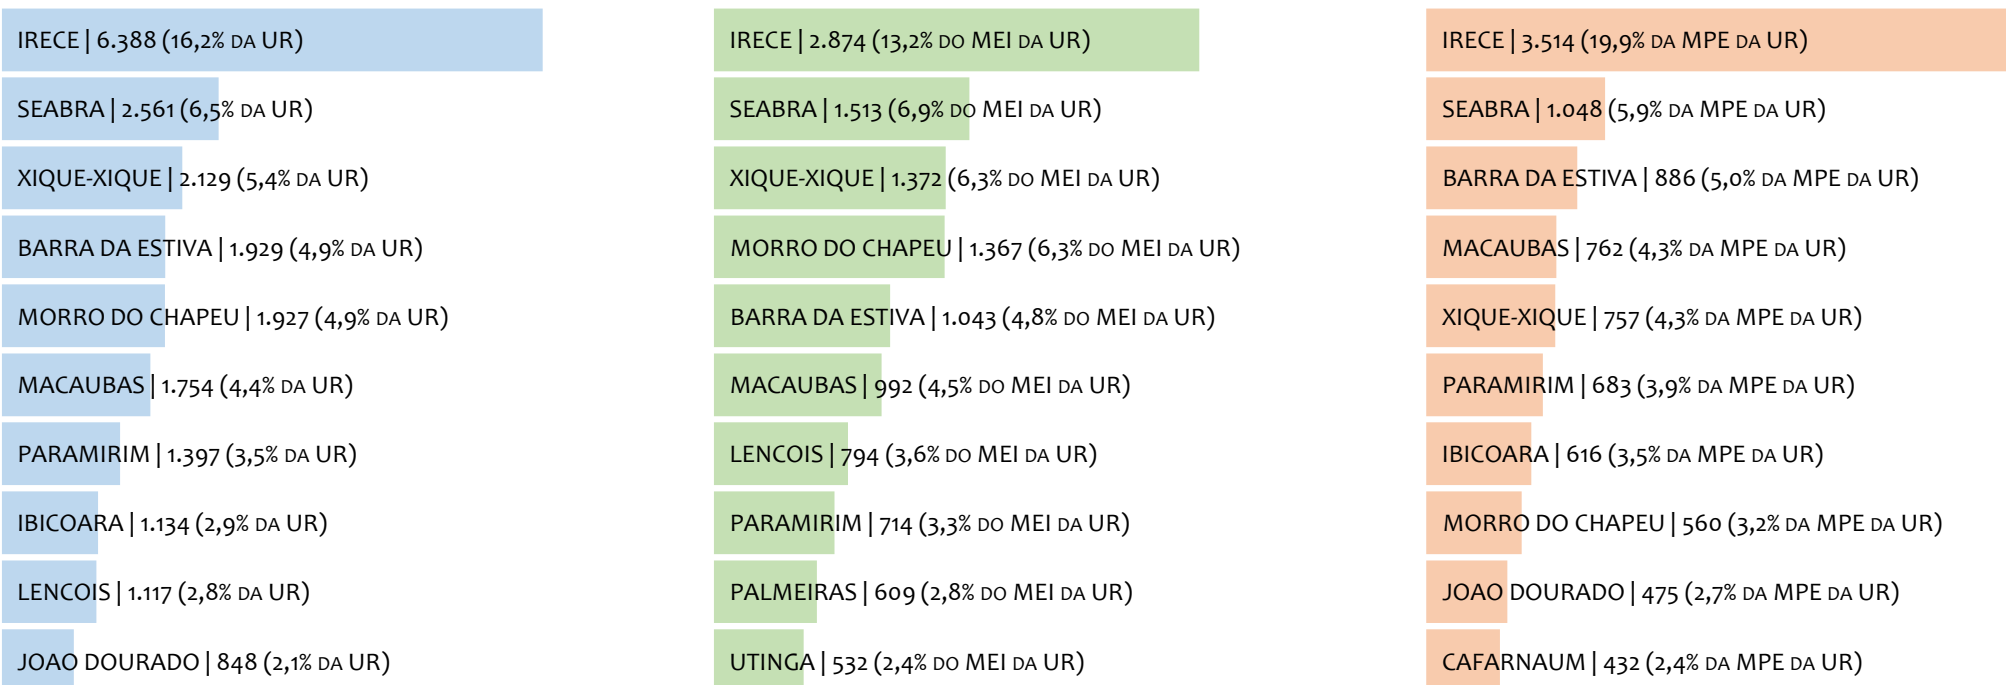 IRECE | 6.388 (16,2% DA UR)
SEABRA | 2.561 (6,5% DA UR)
XIQUE-XIQUE | 2.129 (5,4% DA UR)
BARRA DA ESTIVA | 1.929 (4,9% DA UR)
MORRO DO CHAPEU | 1.927 (4,9% DA UR)
MACAUBAS | 1.754 (4,4% DA UR)
PARAMIRIM | 1.397 (3,5% DA UR)
IBICOARA | 1.134 (2,9% DA UR)
LENCOIS | 1.117 (2,8% DA UR)
JOAO DOURADO | 848 (2,1% DA UR)
IRECE | 2.874 (13,2% DO MEI DA UR)
SEABRA | 1.513 (6,9% DO MEI DA UR)
XIQUE-XIQUE | 1.372 (6,3% DO MEI DA UR)
MORRO DO CHAPEU | 1.367 (6,3% DO MEI DA UR)
BARRA DA ESTIVA | 1.043 (4,8% DO MEI DA UR)
MACAUBAS | 992 (4,5% DO MEI DA UR)
LENCOIS | 794 (3,6% DO MEI DA UR)
PARAMIRIM | 714 (3,3% DO MEI DA UR)
PALMEIRAS | 609 (2,8% DO MEI DA UR)
UTINGA | 532 (2,4% DO MEI DA UR)
IRECE | 3.514 (19,9% DA MPE DA UR)
SEABRA | 1.048 (5,9% DA MPE DA UR)
BARRA DA ESTIVA | 886 (5,0% DA MPE DA UR)
MACAUBAS | 762 (4,3% DA MPE DA UR)
XIQUE-XIQUE | 757 (4,3% DA MPE DA UR)
PARAMIRIM | 683 (3,9% DA MPE DA UR)
IBICOARA | 616 (3,5% DA MPE DA UR)
MORRO DO CHAPEU | 560 (3,2% DA MPE DA UR)
JOAO DOURADO | 475 (2,7% DA MPE DA UR)
CAFARNAUM | 432 (2,4% DA MPE DA UR)